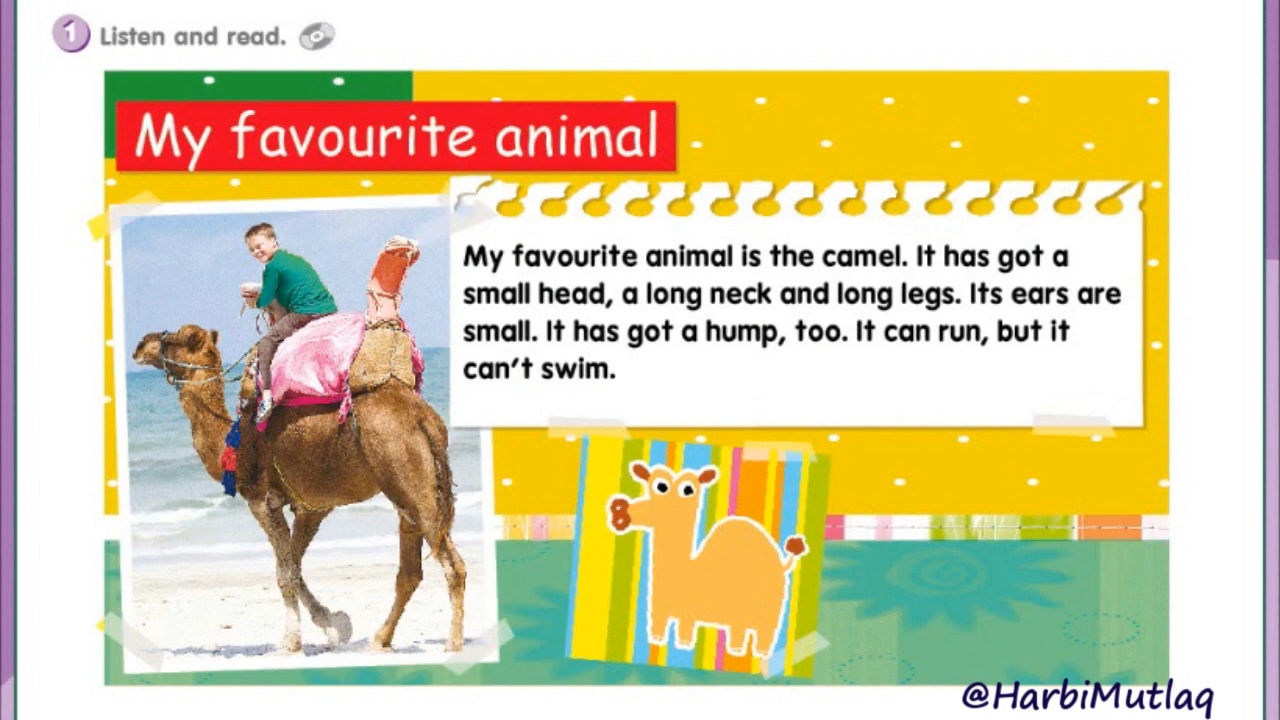 1 Listen and read.
My favourite animal
My favourite animal is the camel. It has got a
small head, a long neck and long legs. Its ears are
small. It has got a hump, too. It can run, but it
can't swim.
@HarbiMutlaq